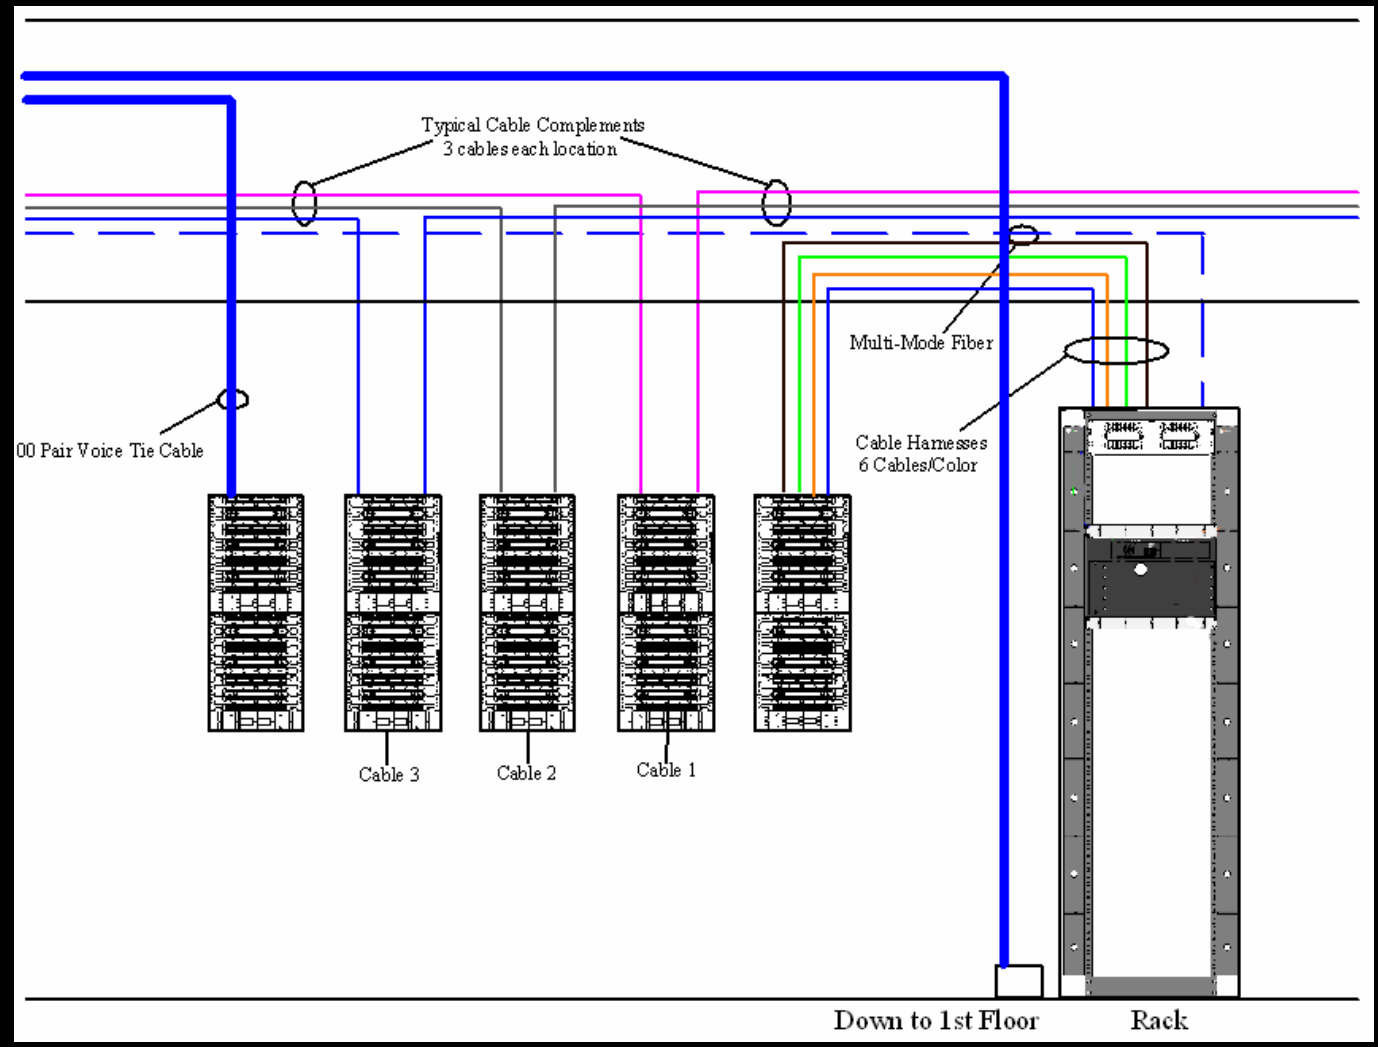 Typical Cable Complements
3 cables each location
Multi-Mode Fiber
Cable Harnesses
6 Cables/Color
00 Pair Voice Tie Cable
Cable 3
Cable 2
Cable 1
Down to 1st Floor
Rack